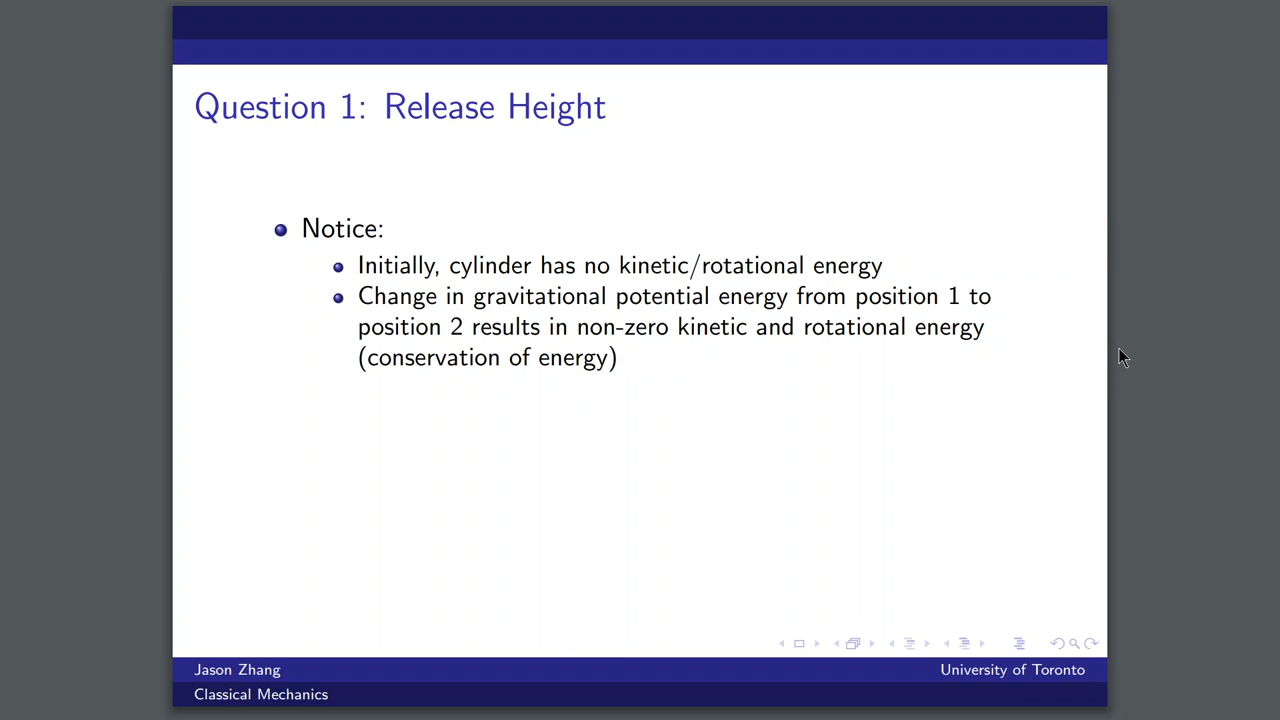 Question 1: Release Height
Notice:
Initially, cylinder has no kinetic/rotational energy
Change in gravitational potential energy from position 1 to
position 2 results in non-zero kinetic and rotational energy
(conservation of energy)
Jason Zhang
University of Toronto
Classical Mechanics